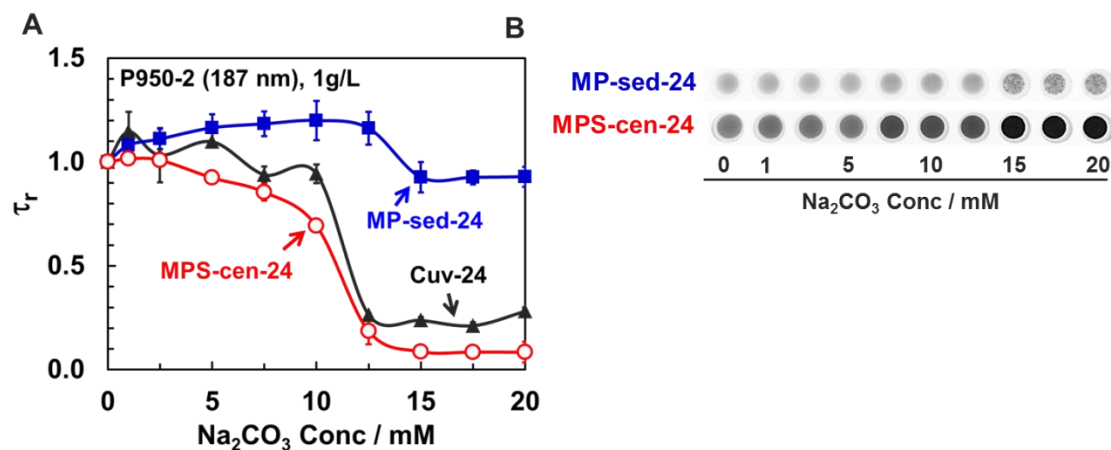 A
B
1.5
P950-2 (187 nm), 1g/L
1.0
τr
0.5
0.0
MP-sed-24
MPS-cen-24
Cuv-24
0 5 10 15 20
Na₂CO₃ Conc / mM
MP-sed-24
MPS-cen-24
0 1 5 10 15 20
Na₂CO₃ Conc / mM